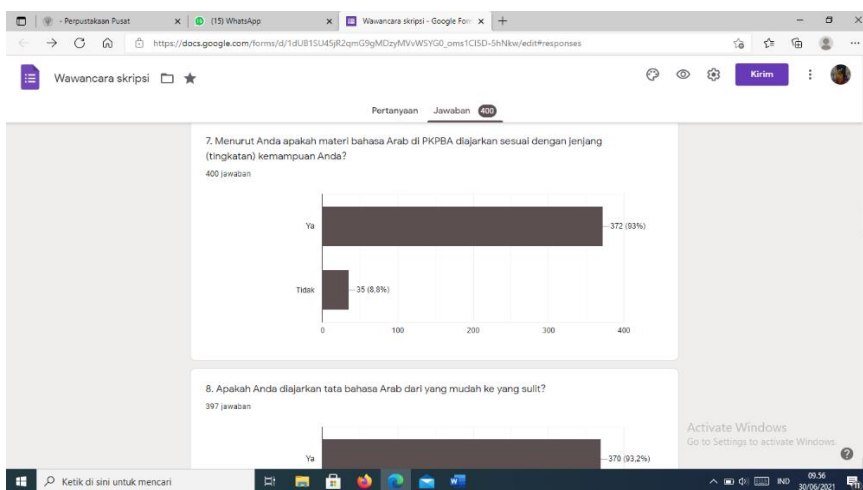 - Perpustakaan Pusat
(15) WhatsApp
Wawancara skripsi - Google For
https://docs.google.com/forms/d/1dUB1SU4SjR2qmG9gMDzyMVvWSYG0_oms1CI5D-5hNkw/edit#responses
Wawancara skripsi
Kirim
Pertanyaan Jawaban 400
7. Menurut Anda apakah materi bahasa Arab di PKPBA diajarkan sesuai dengan jenjang
(tingkatan) kemampuan Anda?
400 jawaban
Ya
372 (93%)
Tidak
35 (8.8%)
0 100 200 300 400
8. Apakah Anda diajarkan tata bahasa Arab dari yang mudah ke yang sulit?
397 jawaban
Ya
370 (93,2%)
Activate Windows
Go to Settings to activate Windows.
Ketik di sini untuk mencari
IND
09.56
30/06/2021